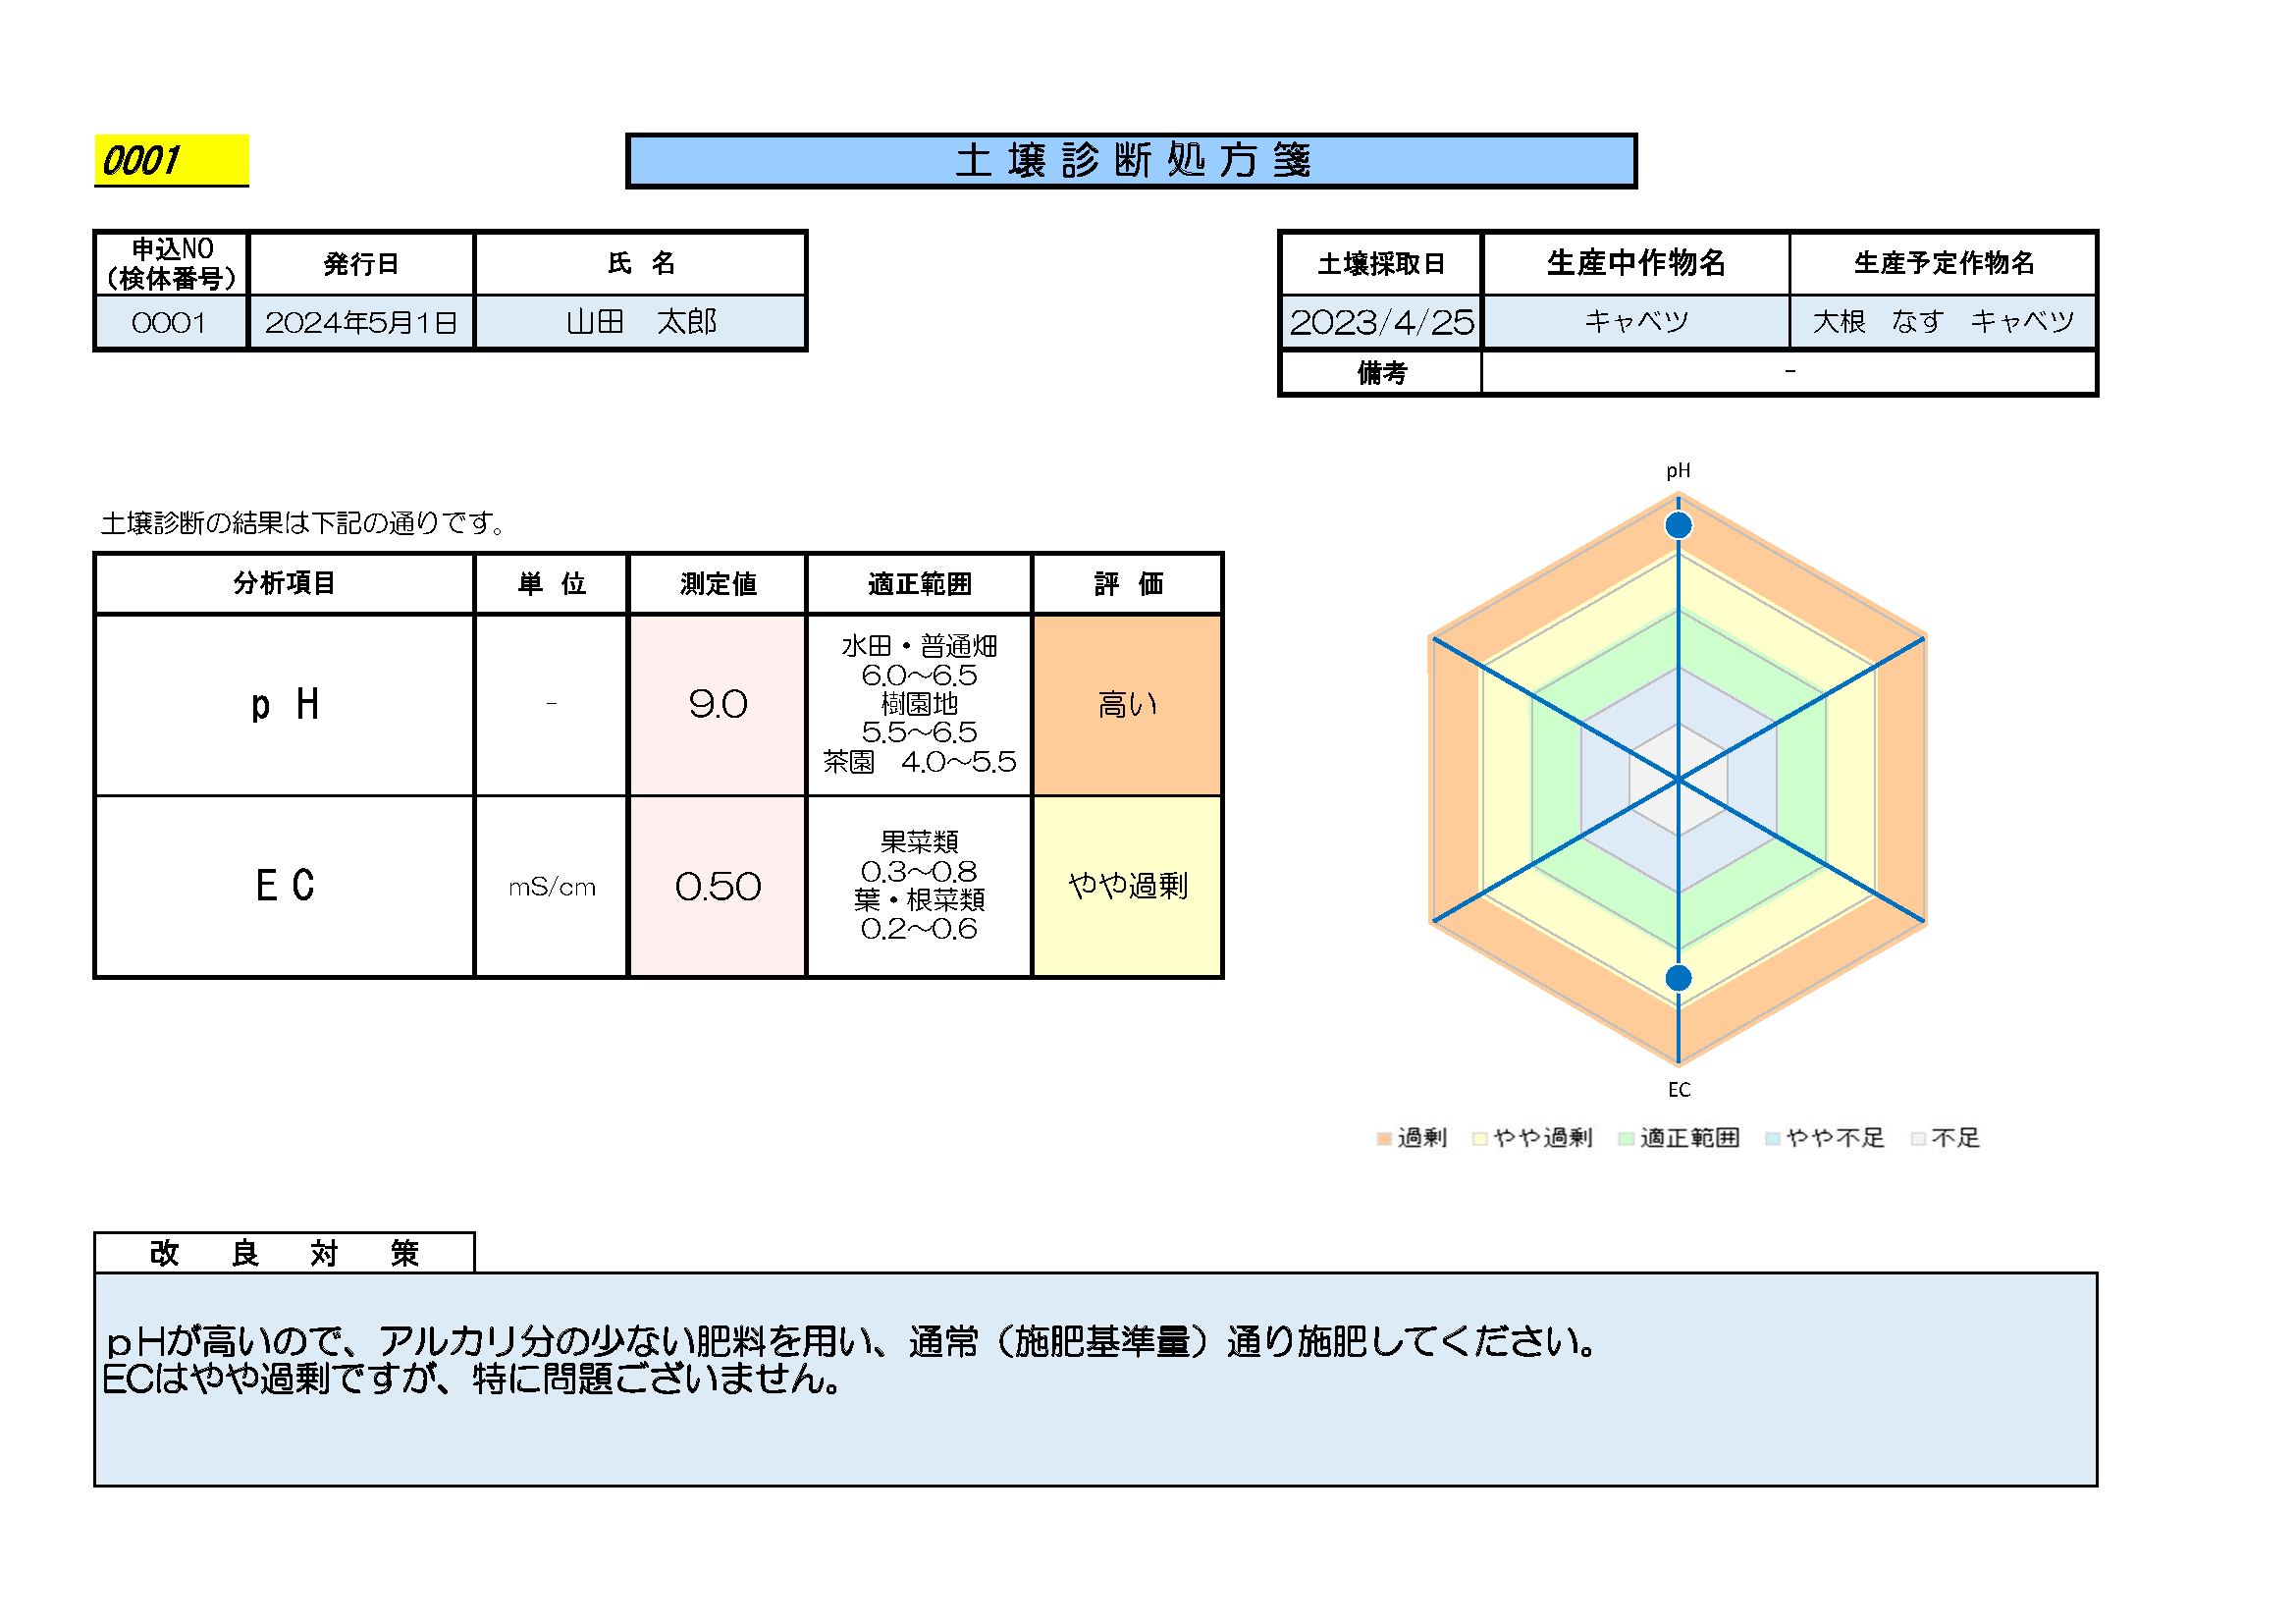 0001
土壌診断処方箋
申込NO
（検体番号）
発行日
氏 名
0001
2024年5月1日
山田　太郎
土壌採取日
生産中作物名
生産予定作物名
2023/4/25
キャベツ
大根　なす　キャベツ
備考
-
土壌診断の結果は下記の通りです。
分析項目
単 位
測定値
適正範囲
評 価
ｐ Ｈ
-
9.0
水田・普通畑
6.0～6.5
樹園地
5.5～6.5
茶園　4.0～5.5
高い
ＥＣ
mS/cm
0.50
果菜類
0.3～0.8
葉・根菜類
0.2～0.6
やや過剰
pH
EC
過剰
やや過剰
適正範囲
やや不足
不足
改　良　対　策
ｐＨが高いので、アルカリ分の少ない肥料を用い、通常（施肥基準量）通り施肥してください。
ECはやや過剰ですが、特に問題ございません。